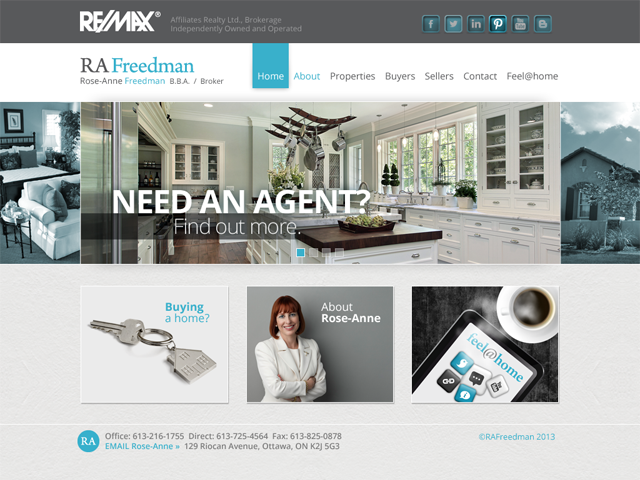 RE/MAX®
Affiliates Realty Ltd., Brokerage
Independently Owned and Operated
RA Freedman
Rose-Anne Freedman B.B.A. / Broker
Home About Properties Buyers Sellers Contact Feel@home
NEED AN AGENT?
Find out more.
Buying
a home?
About
Rose-Anne
feel@home
RA
Office: 613-216-1755 Direct: 613-725-4564 Fax: 613-825-0878
EMAIL Rose-Anne » 129 Riocan Avenue, Ottawa, ON K2J 5G3
©RAFreedman 2013